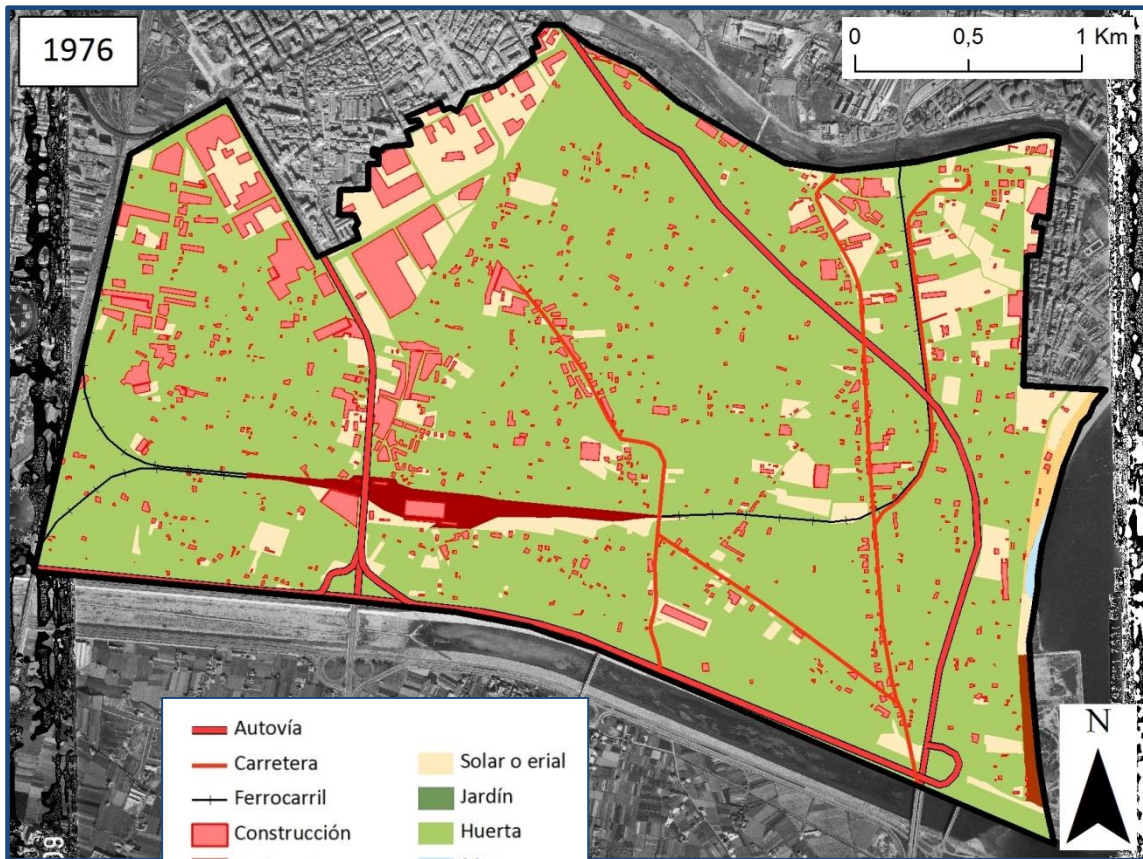 1976
0 0,5 1 Km
N
Autovía
Carretera
Ferrocarril
Construcción
Solar o erial
Jardín
Huerta